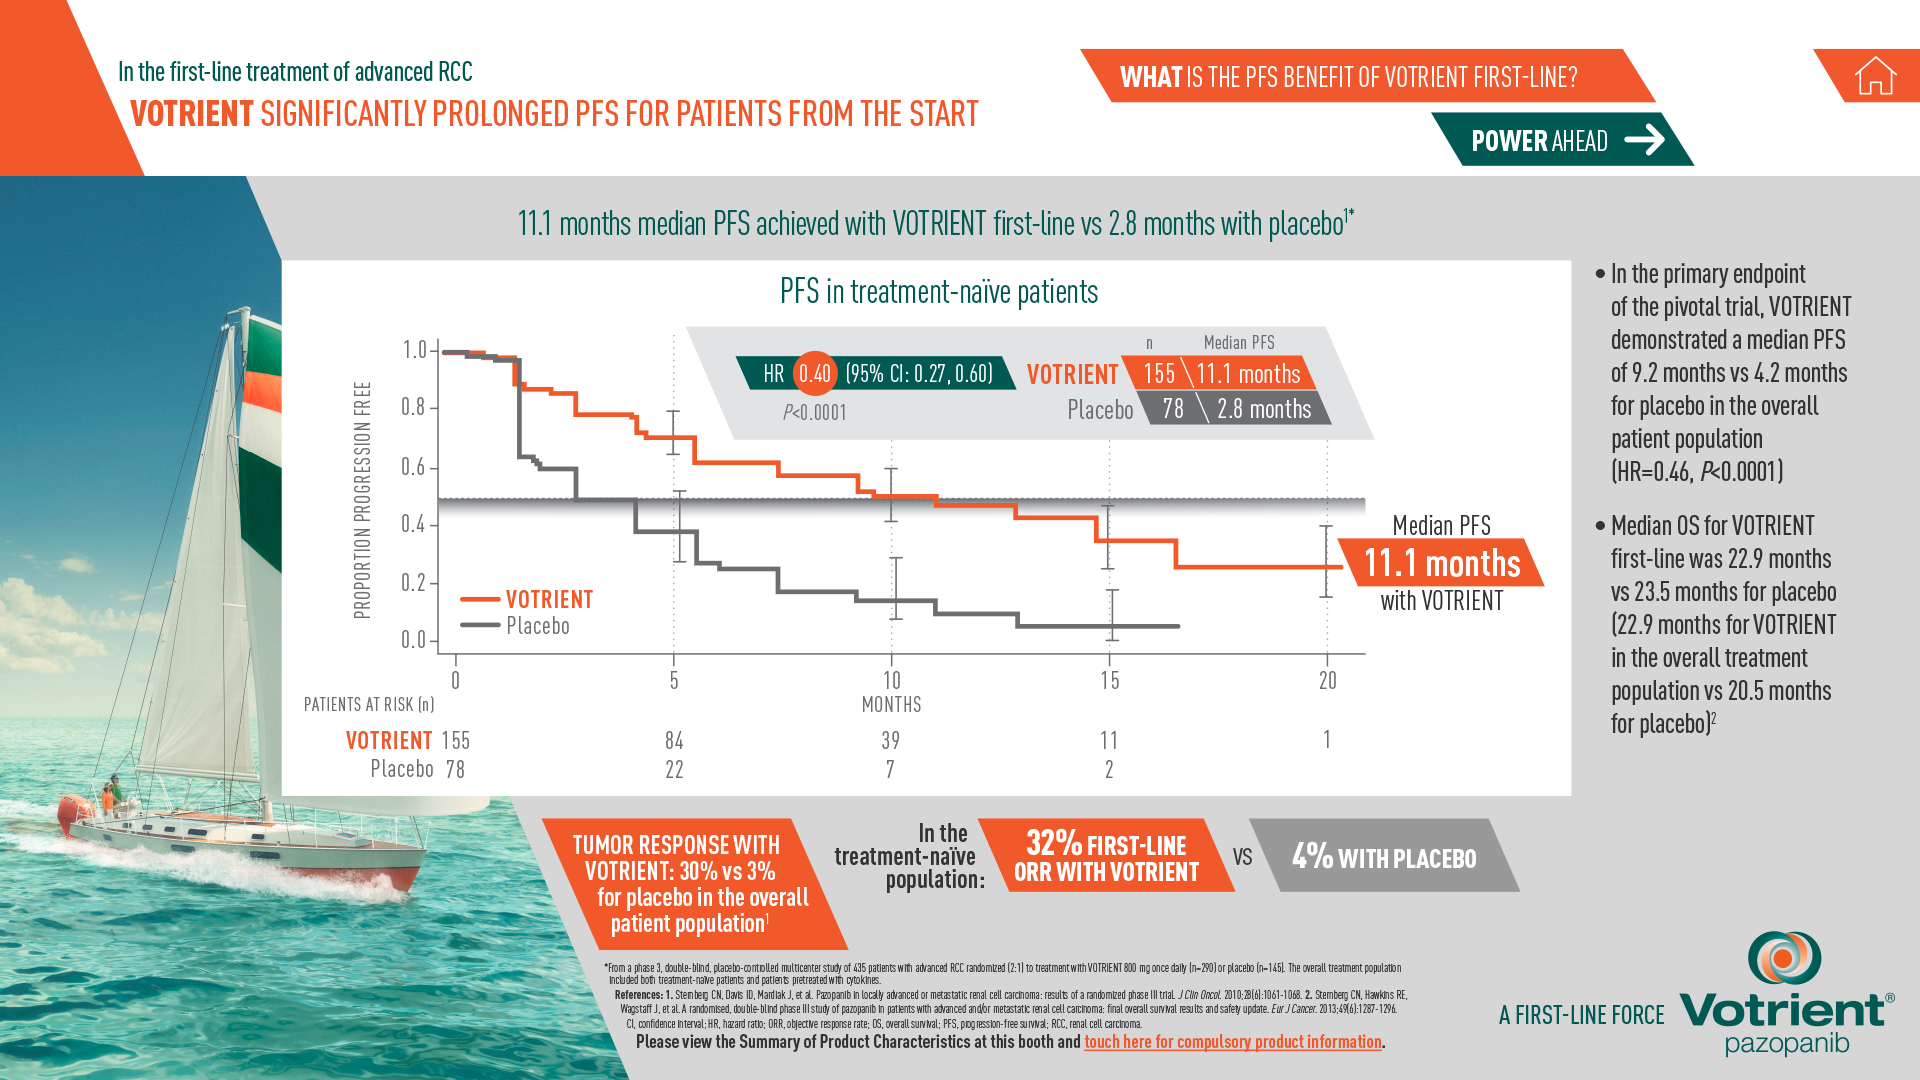 In the first-line treatment of advanced RCC
VOTRIENT SIGNIFICANTLY PROLONGED PFS FOR PATIENTS FROM THE START
WHAT IS THE PFS BENEFIT OF VOTRIENT FIRST-LINE?
POWER AHEAD
11.1 months median PFS achieved with VOTRIENT first-line vs 2.8 months with placebo1*
PFS in treatment-naïve patients
n Median PFS
HR 0.40 (95% CI: 0.27, 0.60)
P<0.0001
VOTRIENT 155 11.1 months
Placebo 78 2.8 months
PROPORTION PROGRESSION FREE
1.0
0.8
0.6
0.4
0.2
0.0
VOTRIENT
Placebo
Median PFS
11.1 months
with VOTRIENT
0 5 10 15 20
MONTHS
PATIENTS AT RISK (n)
VOTRIENT 155 84 39 11 1
Placebo 78 22 7 2
• In the primary endpoint
of the pivotal trial, VOTRIENT
demonstrated a median PFS
of 9.2 months vs 4.2 months
for placebo in the overall
patient population
(HR=0.46, P<0.0001)
• Median OS for VOTRIENT
first-line was 22.9 months
vs 23.5 months for placebo
(22.9 months for VOTRIENT
in the overall treatment
population vs 20.5 months
for placebo)2
TUMOR RESPONSE WITH
VOTRIENT: 30% vs 3%
for placebo in the overall
patient population1
In the
treatment-naïve
population:
32% FIRST-LINE
ORR WITH VOTRIENT
VS
4% WITH PLACEBO
*From a phase 3, double-blind, placebo-controlled multicenter study of 435 patients with advanced RCC randomized (2:1) to treatment with VOTRIENT 800 mg once daily (n=290) or placebo (n=145). The overall treatment population
included both treatment-naïve patients and patients pretreated with cytokines.
References: 1. Sternberg CN, Davis ID, Mardiak J, et al. Pazopanib in locally advanced or metastatic renal cell carcinoma: results of a randomized phase III trial. J Clin Oncol. 2010;28(6):1061-1068. 2. Sternberg CN, Hawkins RE,
Wagstaff J, et al. A randomised, double-blind phase III study of pazopanib in patients with advanced and/or metastatic renal cell carcinoma: final overall survival results and safety update. Eur J Cancer. 2013;49(6):1287-1296.
CI, confidence interval; HR, hazard ratio; ORR, objective response rate; OS, overall survival; PFS, progression-free survival; RCC, renal cell carcinoma.
Please view the Summary of Product Characteristics at this booth and touch here for compulsory product information.
A FIRST-LINE FORCE
Votrient®
pazopanib